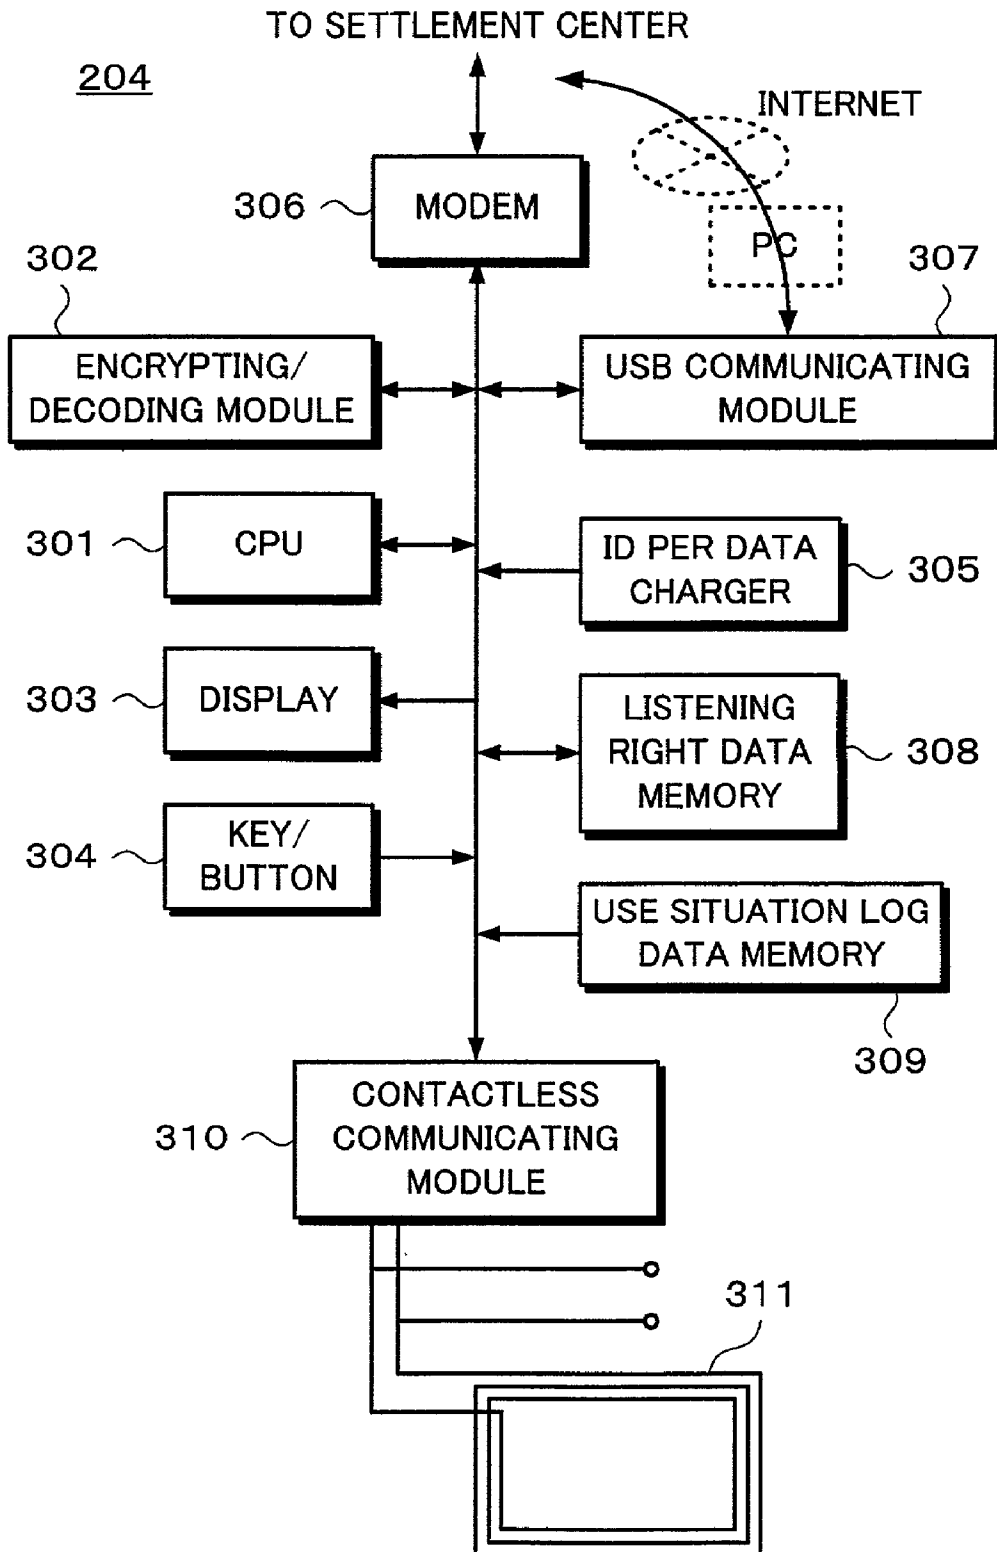 TO SETTLEMENT CENTER
204
INTERNET
306
MODEM
PC
302
307
ENCRYPTING/
DECODING MODULE
USB COMMUNICATING
MODULE
301
CPU
ID PER DATA
CHARGER
305
303
DISPLAY
LISTENING
RIGHT DATA
MEMORY
308
304
KEY/
BUTTON
USE SITUATION LOG
DATA MEMORY
309
310
CONTACTLESS
COMMUNICATING
MODULE
311